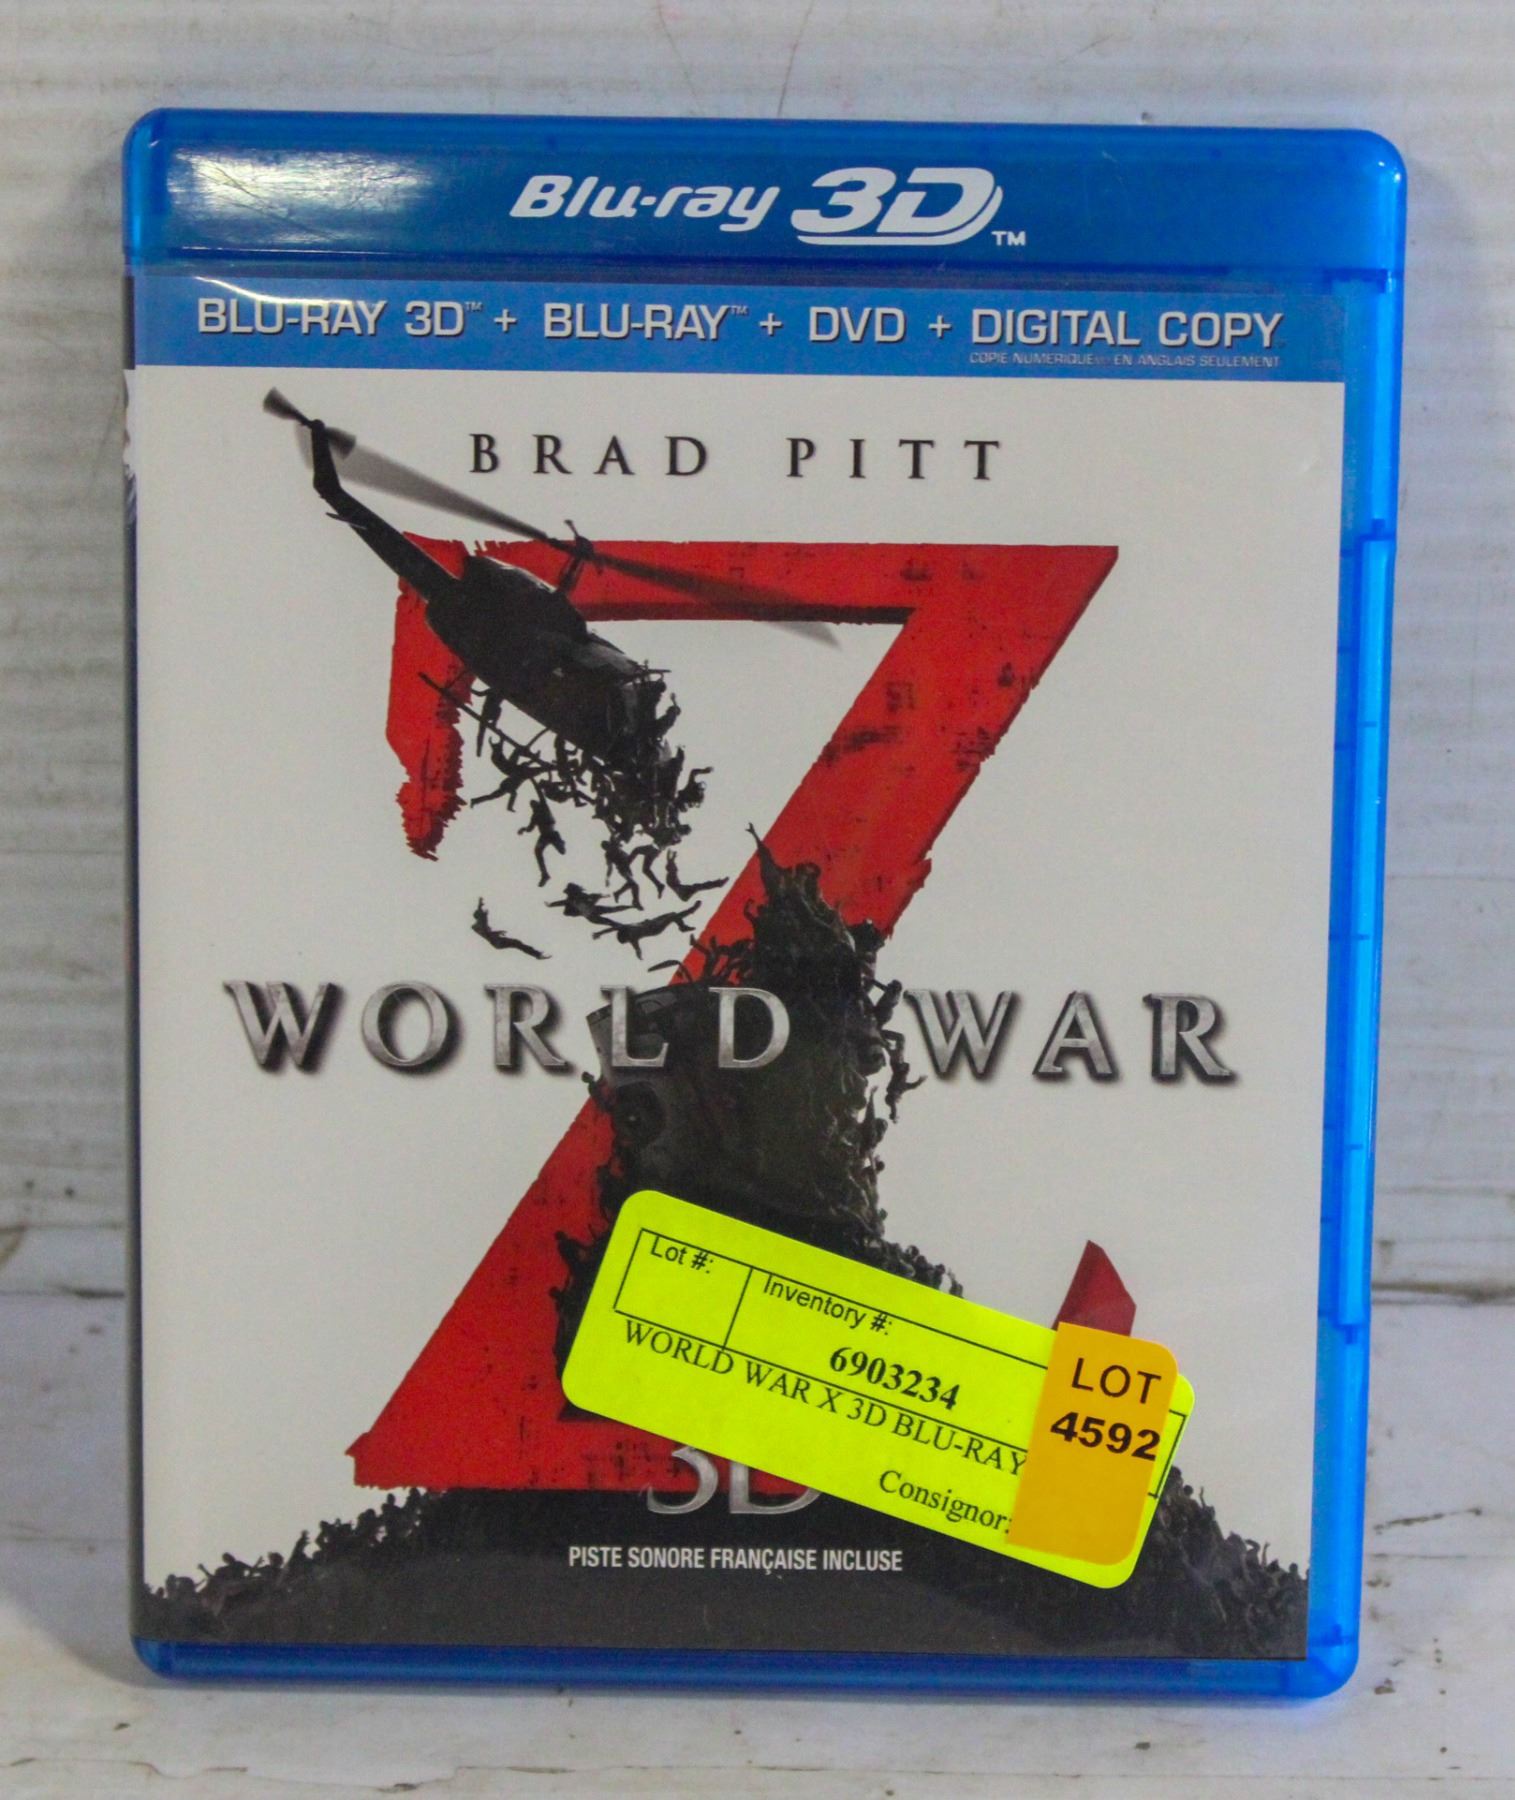 Blu-ray 3D™
BLU-RAY 3D™ + BLU-RAY™ + DVD + DIGITAL COPY
COPIE NUMERIQUE EN ANGLAIS SEULEMENT
BRAD PITT
Z
WORLD WAR
Lot #:
Inventory #:
6903234
WORLD WAR X 3D BLU-RAY
Consignor:
LOT
4592
3D
PISTE SONORE FRANÇAISE INCLUSE